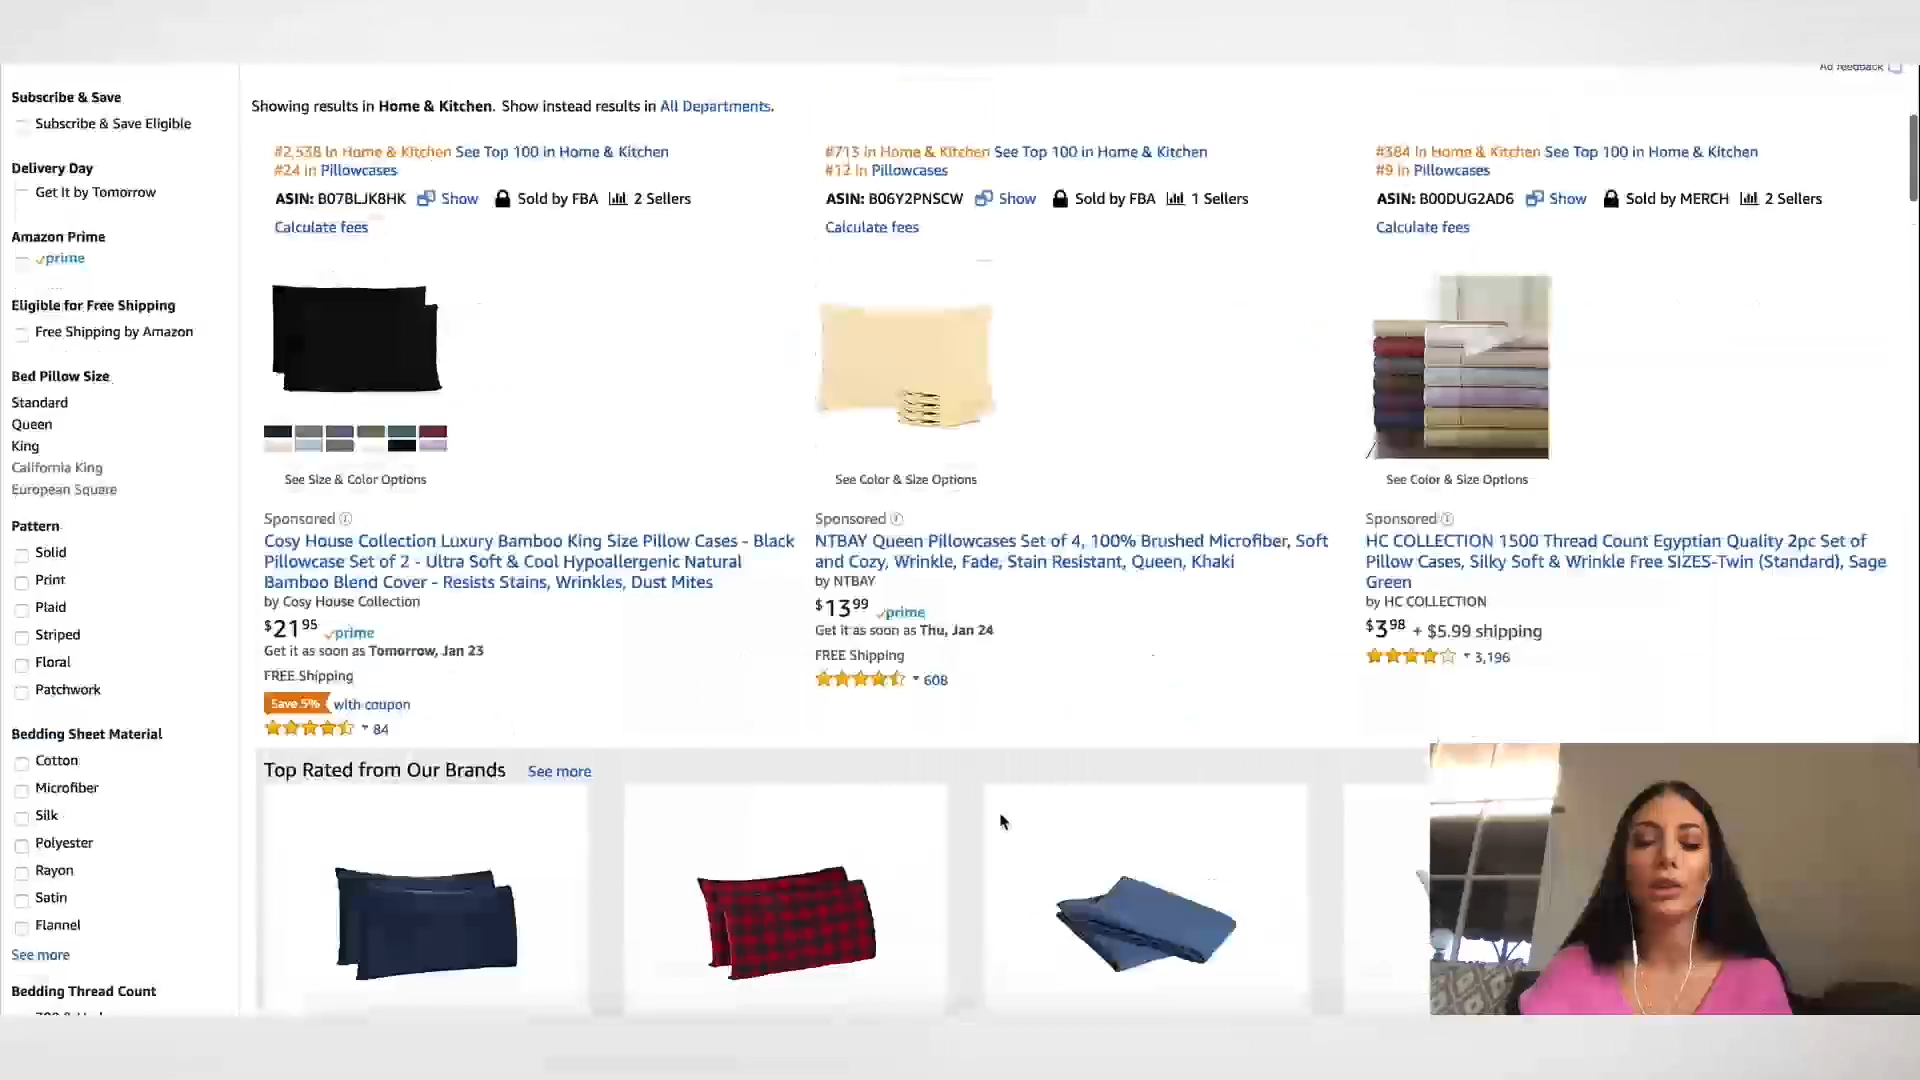 Ad feedback
Subscribe & Save
Subscribe & Save Eligible
Delivery Day
Get It by Tomorrow
Amazon Prime
prime
Eligible for Free Shipping
Free Shipping by Amazon
Bed Pillow Size
Standard
Queen
King
California King
European Square
Pattern
Solid
Print
Plaid
Striped
Floral
Patchwork
Bedding Sheet Material
Cotton
Microfiber
Silk
Polyester
Rayon
Satin
Flannel
See more
Bedding Thread Count
Showing results in Home & Kitchen. Show instead results in All Departments.
#2,538 in Home & Kitchen See Top 100 in Home & Kitchen
#24 in Pillowcases
ASIN: B07BLJK8HK Show Sold by FBA 2 Sellers
Calculate fees
See Size & Color Options
Sponsored
Cosy House Collection Luxury Bamboo King Size Pillow Cases - Black
Pillowcase Set of 2 - Ultra Soft & Cool Hypoallergenic Natural
Bamboo Blend Cover - Resists Stains, Wrinkles, Dust Mites
by Cosy House Collection
$21 95 prime
Get it as soon as Tomorrow, Jan 23
FREE Shipping
Save 5% with coupon
84
#713 in Home & Kitchen See Top 100 in Home & Kitchen
#12 in Pillowcases
ASIN: B06Y2PNSCW Show Sold by FBA 1 Sellers
Calculate fees
See Color & Size Options
Sponsored
NTBAY Queen Pillowcases Set of 4, 100% Brushed Microfiber, Soft
and Cozy, Wrinkle, Fade, Stain Resistant, Queen, Khaki
by NTBAY
$13 99 prime
Get it as soon as Thu, Jan 24
FREE Shipping
608
#384 in Home & Kitchen See Top 100 in Home & Kitchen
#9 in Pillowcases
ASIN: B00DUG2AD6 Show Sold by MERCH 2 Sellers
Calculate fees
See Color & Size Options
Sponsored
HC COLLECTION 1500 Thread Count Egyptian Quality 2pc Set of
Pillow Cases, Silky Soft & Wrinkle Free SIZES-Twin (Standard), Sage
Green
by HC COLLECTION
$3 98 + $5.99 shipping
3,196
Top Rated from Our Brands See more